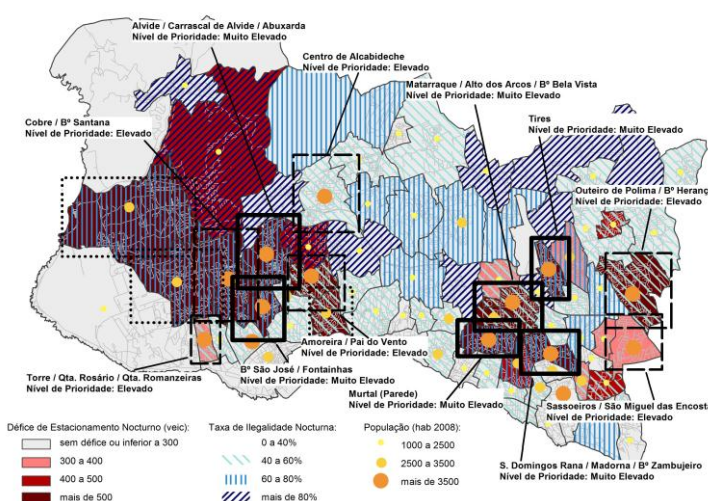 Alvide / Carrascal de Alvide / Abuxarda
Nível de Prioridade: Muito Elevado
Centro de Alcabideche
Nível de Prioridade: Elevado
Matarraque / Alto dos Arcos / Bº Bela Vista
Nível de Prioridade: Muito Elevado
Cobre / Bº Santana
Nível de Prioridade: Elevado
Tires
Nível de Prioridade: Muito Elevado
Outeiro de Polima / Bº Heranç
Nível de Prioridade: Elevado
Amoreira / Pai do Vento
Nível de Prioridade: Elevado
Torre / Qta. Rosário / Qta. Romanzeiras
Nível de Prioridade: Elevado
Bº São José / Fontainhas
Nível de Prioridade: Muito Elevado
Murtal (Parede)
Nível de Prioridade: Muito Elevado
Sassoeiros / São Miguel das Encosta
Nível de Prioridade: Elevado
S. Domingos Rana / Madorna / Bº Zambujeiro
Nível de Prioridade: Muito Elevado
Défice de Estacionamento Nocturno (veic):
sem défice ou inferior a 300
300 a 400
400 a 500
mais de 500
Taxa de Ilegalidade Nocturna:
0 a 40%
40 a 60%
60 a 80%
mais de 80%
População (hab 2008):
1000 a 2500
2500 a 3500
mais de 3500